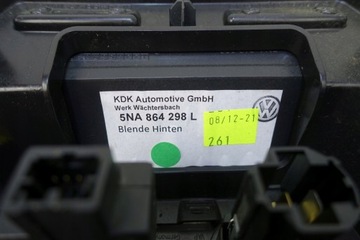 KDK Automotive GmbH
Werk Wächtersbach
5NA 864 298 L
Blende Hinten
08/12-21
261